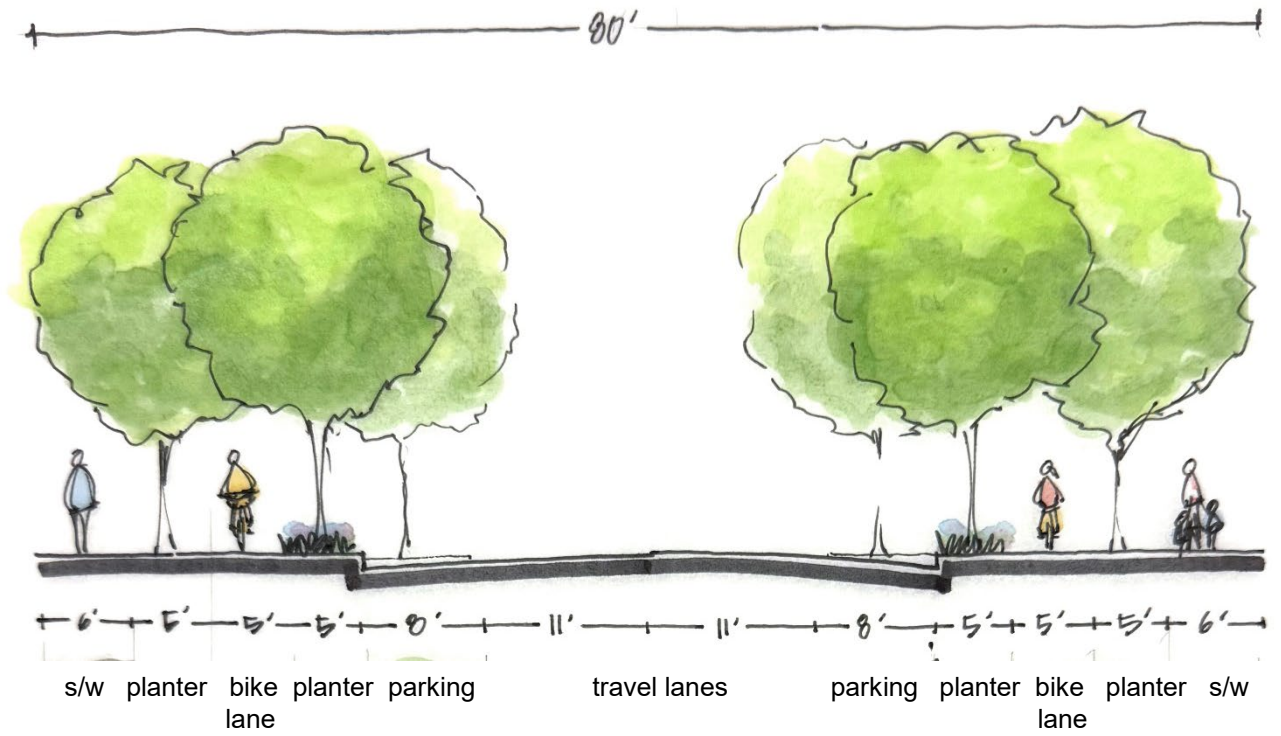 80'
6' 5' 5' 5' 8' 11' 11' 8' 5' 5' 5' 6'
s/w planter bike planter parking travel lanes parking planter bike planter s/w
lane lane